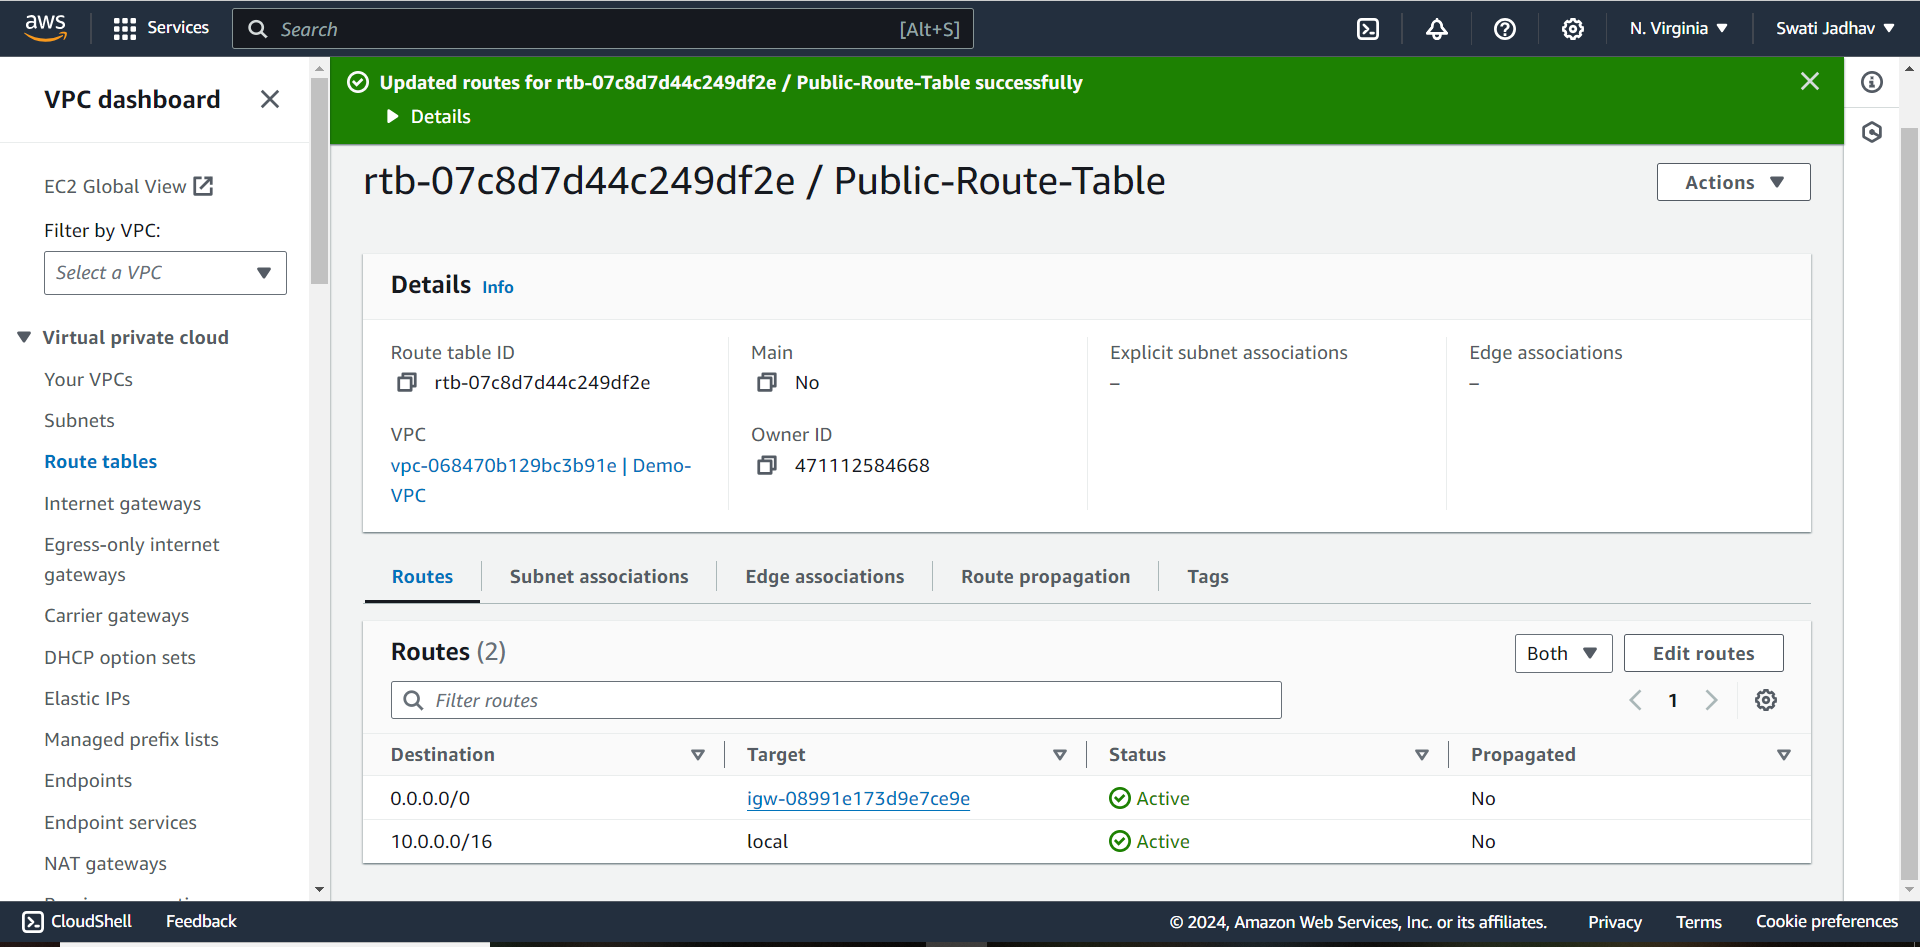 aws
Services
Search
[Alt+S]
N. Virginia
Swati Jadhav
VPC dashboard
EC2 Global View
Filter by VPC:
Select a VPC
Virtual private cloud
Your VPCs
Subnets
Route tables
Internet gateways
Egress-only internet
gateways
Carrier gateways
DHCP option sets
Elastic IPs
Managed prefix lists
Endpoints
Endpoint services
NAT gateways
Updated routes for rtb-07c8d7d44c249df2e / Public-Route-Table successfully
Details
rtb-07c8d7d44c249df2e / Public-Route-Table
Actions
Details Info
Route table ID
rtb-07c8d7d44c249df2e
Main
No
Explicit subnet associations
–
Edge associations
–
VPC
vpc-068470b129bc3b91e | Demo-
VPC
Owner ID
471112584668
Routes
Subnet associations
Edge associations
Route propagation
Tags
Routes (2)
Both
Edit routes
Filter routes
1
Destination Target Status Propagated
0.0.0.0/0 igw-08991e173d9e7ce9e Active No
10.0.0.0/16 local Active No
CloudShell
Feedback
© 2024, Amazon Web Services, Inc. or its affiliates.
Privacy
Terms
Cookie preferences